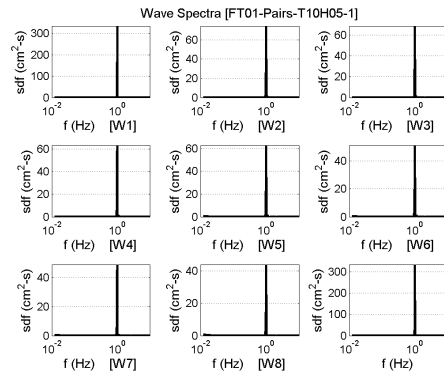 Wave Spectra [FT01-Pairs-T10H05-1]
sdf (cm²-s)
300
200
100
0
10⁻²
10⁰
f (Hz) [W1]
sdf (cm²-s)
60
40
20
0
10⁻²
10⁰
f (Hz) [W2]
sdf (cm²-s)
60
40
20
0
10⁻²
10⁰
f (Hz) [W3]
sdf (cm²-s)
60
40
20
0
10⁻²
10⁰
f (Hz) [W4]
sdf (cm²-s)
60
40
20
0
10⁻²
10⁰
f (Hz) [W5]
sdf (cm²-s)
40
20
0
10⁻²
10⁰
f (Hz) [W6]
sdf (cm²-s)
40
20
0
10⁻²
10⁰
f (Hz) [W7]
sdf (cm²-s)
40
20
0
10⁻²
10⁰
f (Hz) [W8]
sdf (cm²-s)
300
200
100
0
10⁻²
10⁰
f (Hz)